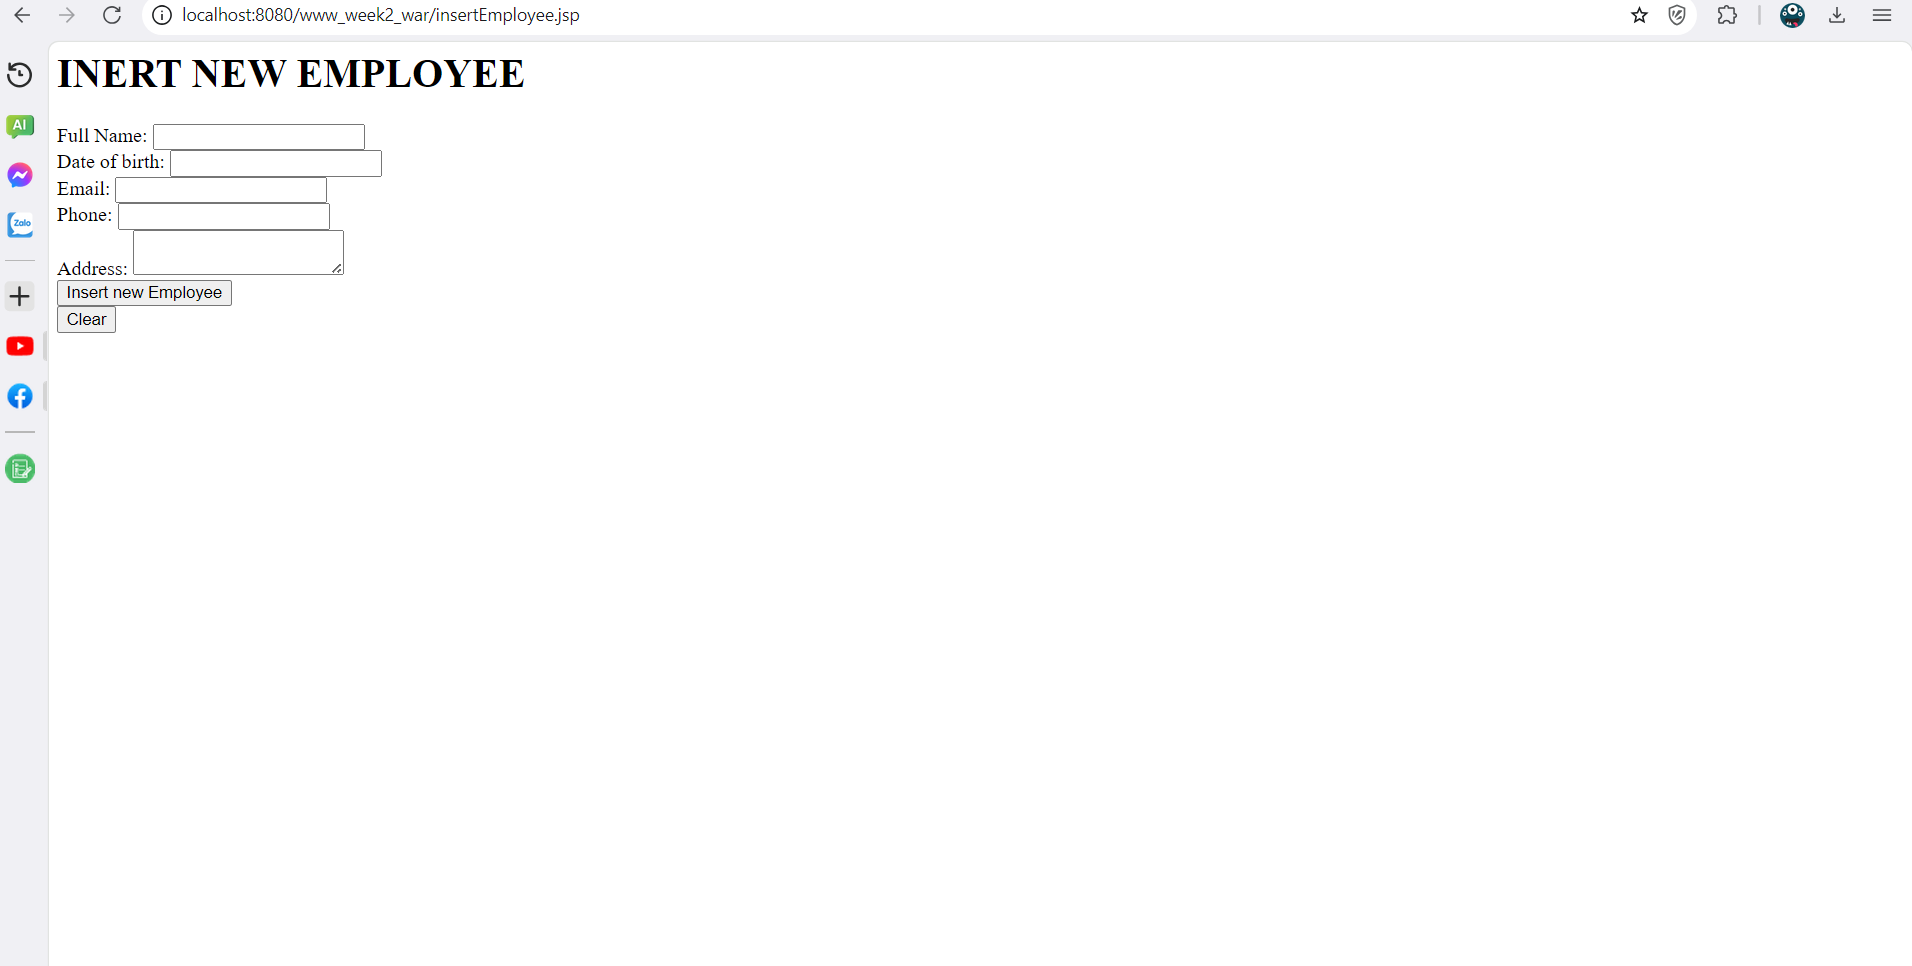 localhost:8080/www_week2_war/insertEmployee.jsp
INERT NEW EMPLOYEE
AI
Full Name:
Date of birth:
Email:
Phone:
Zalo
Address:
Insert new Employee
Clear